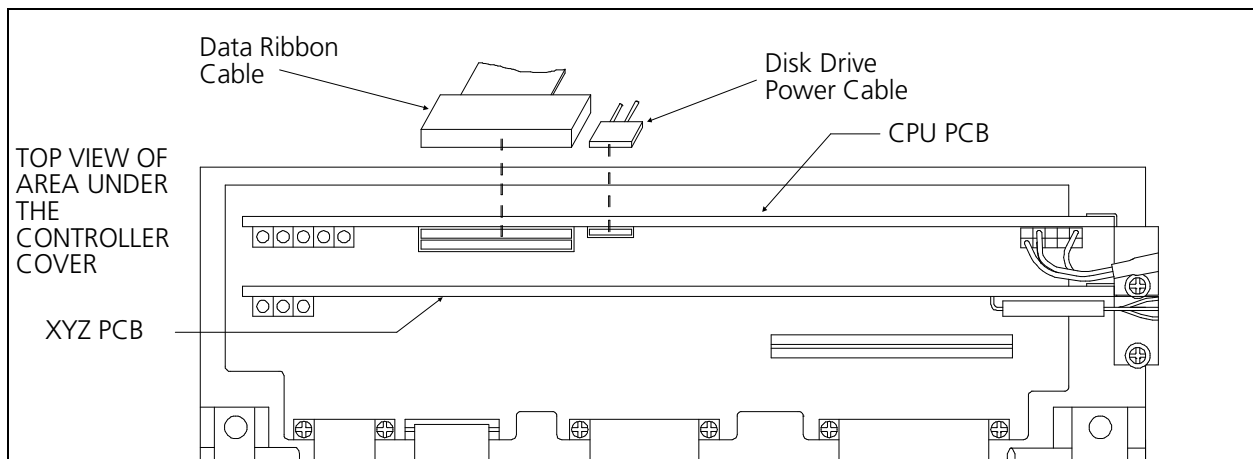 Data Ribbon
Cable
Disk Drive
Power Cable
CPU PCB
TOP VIEW OF
AREA UNDER
THE
CONTROLLER
COVER
XYZ PCB